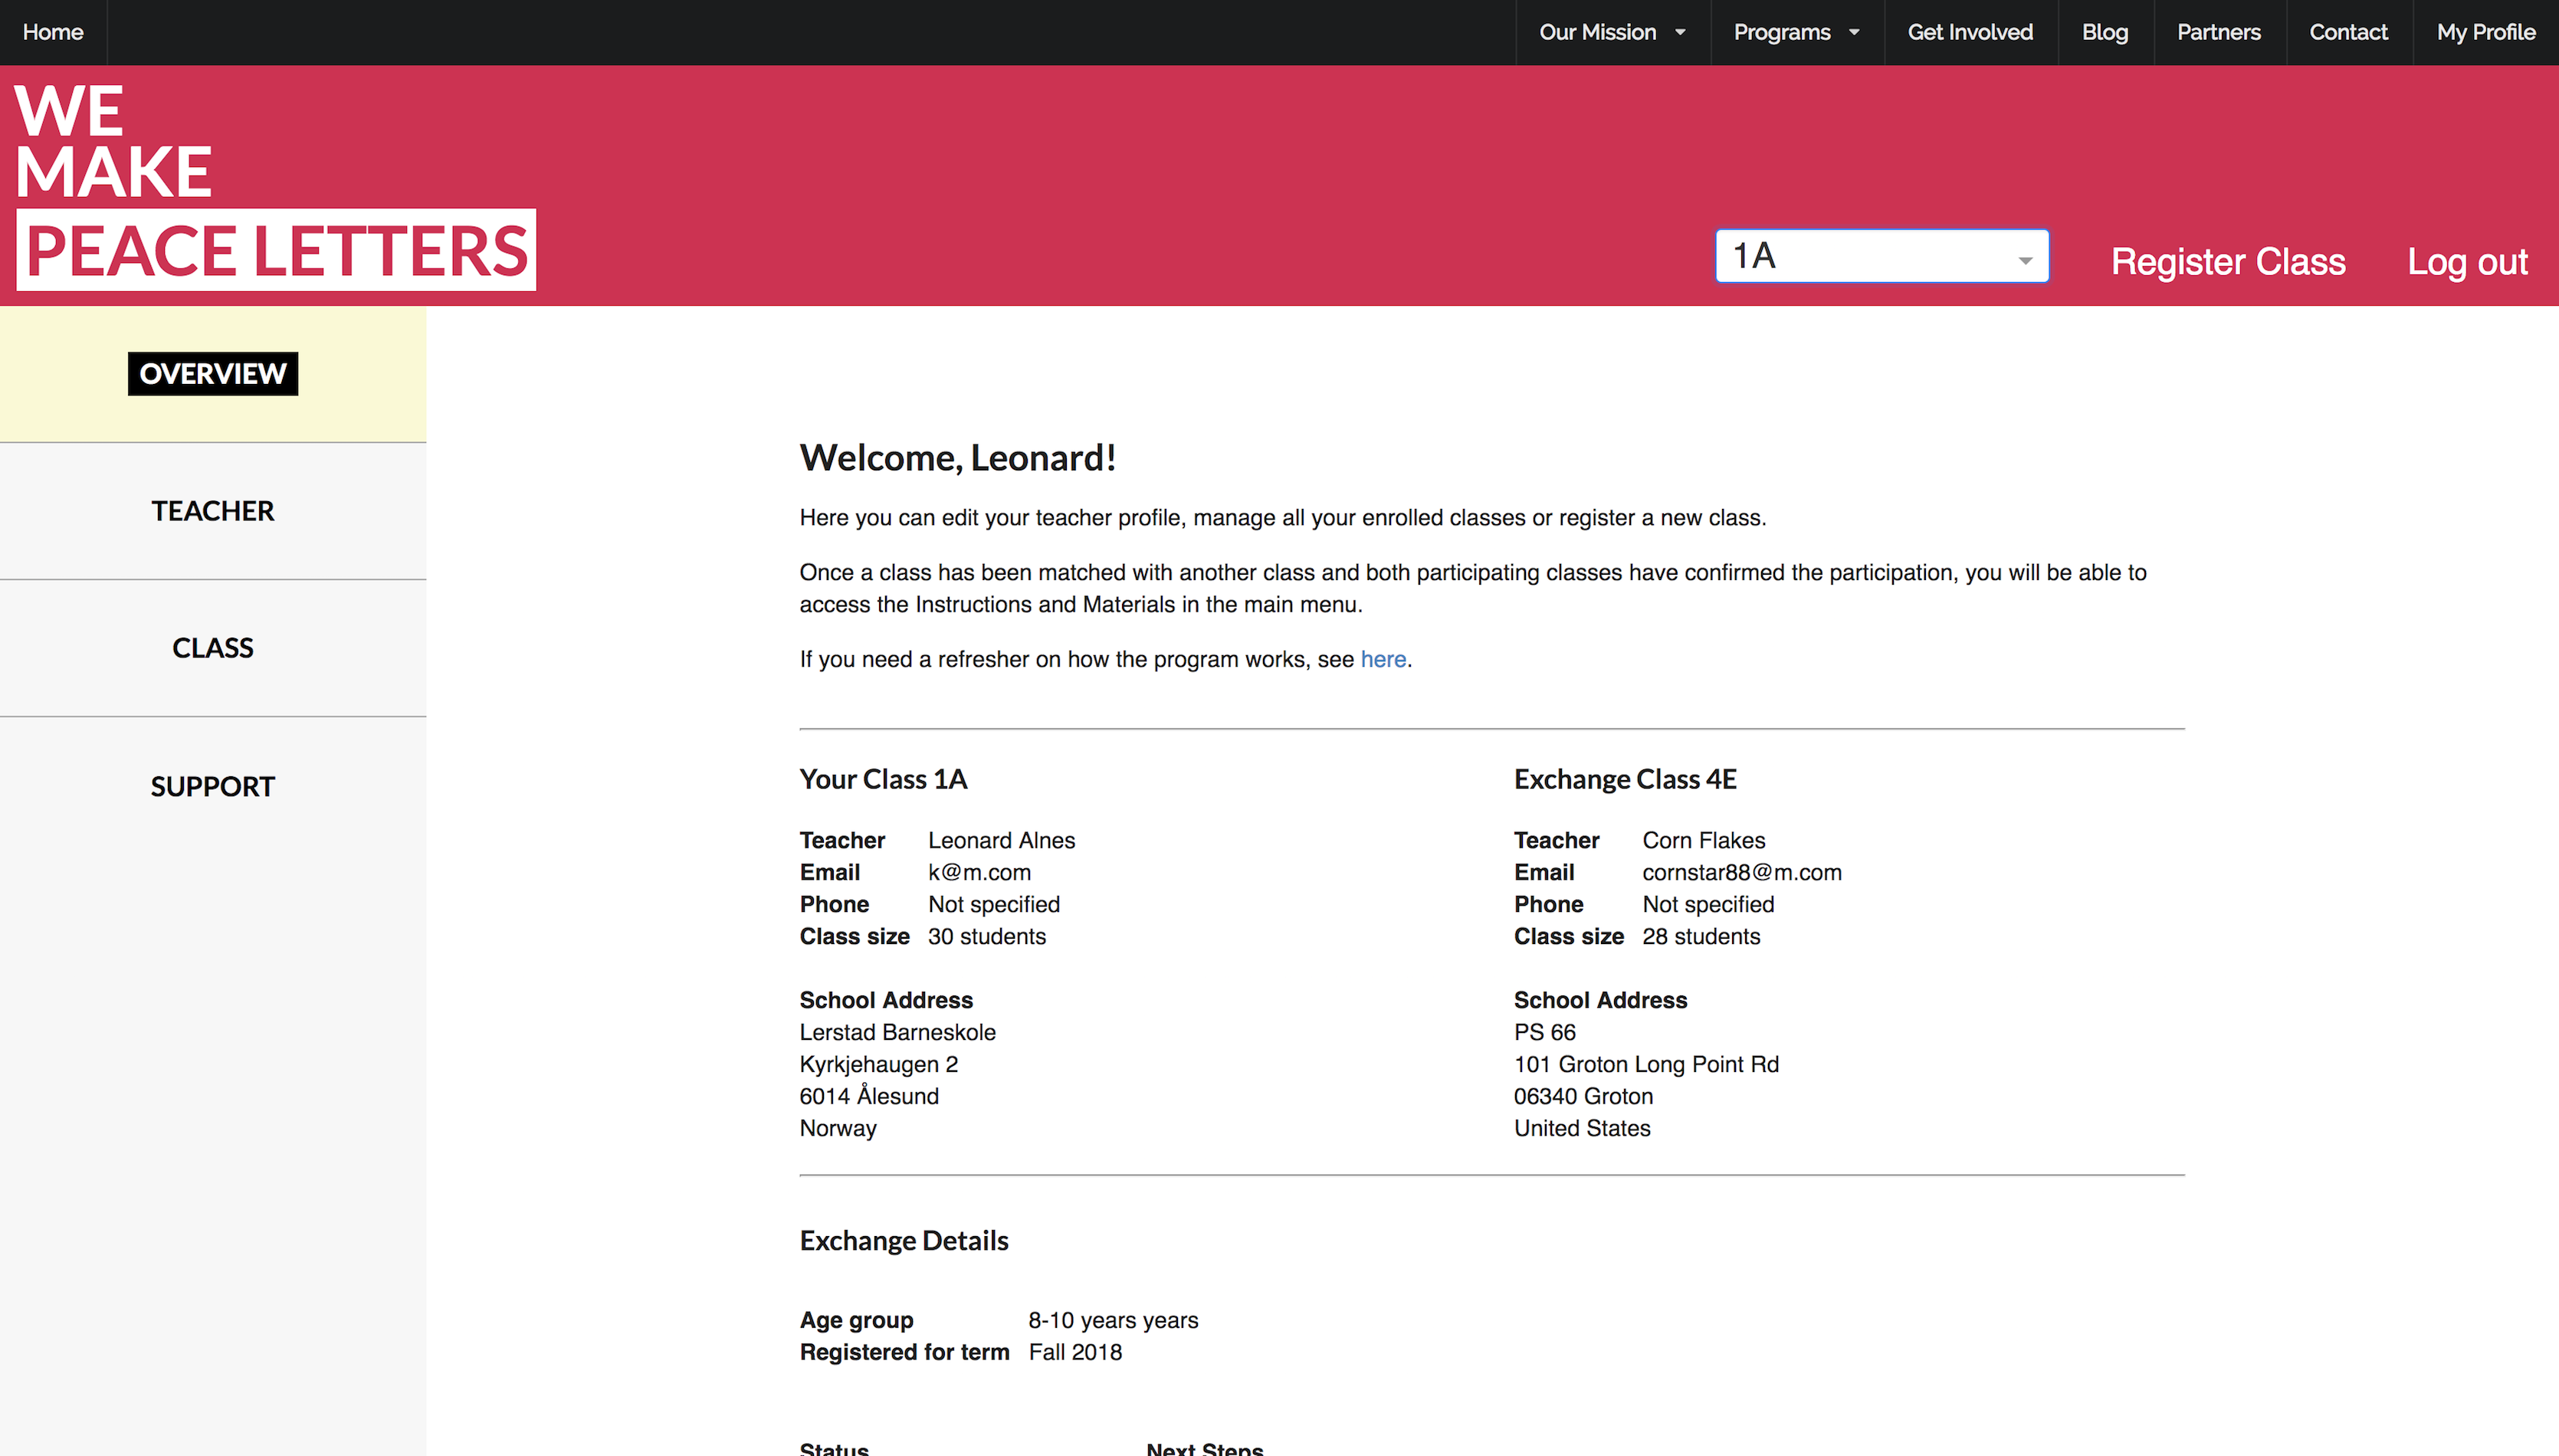 Home
Our Mission
Programs
Get Involved
Blog
Partners
Contact
My Profile
WE
MAKE
PEACE LETTERS
1A
Register Class
Log out
OVERVIEW
TEACHER
CLASS
SUPPORT
Welcome, Leonard!
Here you can edit your teacher profile, manage all your enrolled classes or register a new class.
Once a class has been matched with another class and both participating classes have confirmed the participation, you will be able to
access the Instructions and Materials in the main menu.
If you need a refresher on how the program works, see here.
Your Class 1A
Teacher Leonard Alnes
Email k@m.com
Phone Not specified
Class size 30 students
School Address
Lerstad Barneskole
Kyrkjehaugen 2
6014 Ålesund
Norway
Exchange Class 4E
Teacher Corn Flakes
Email cornstar88@m.com
Phone Not specified
Class size 28 students
School Address
PS 66
101 Groton Long Point Rd
06340 Groton
United States
Exchange Details
Age group 8-10 years years
Registered for term Fall 2018
Status Next Steps